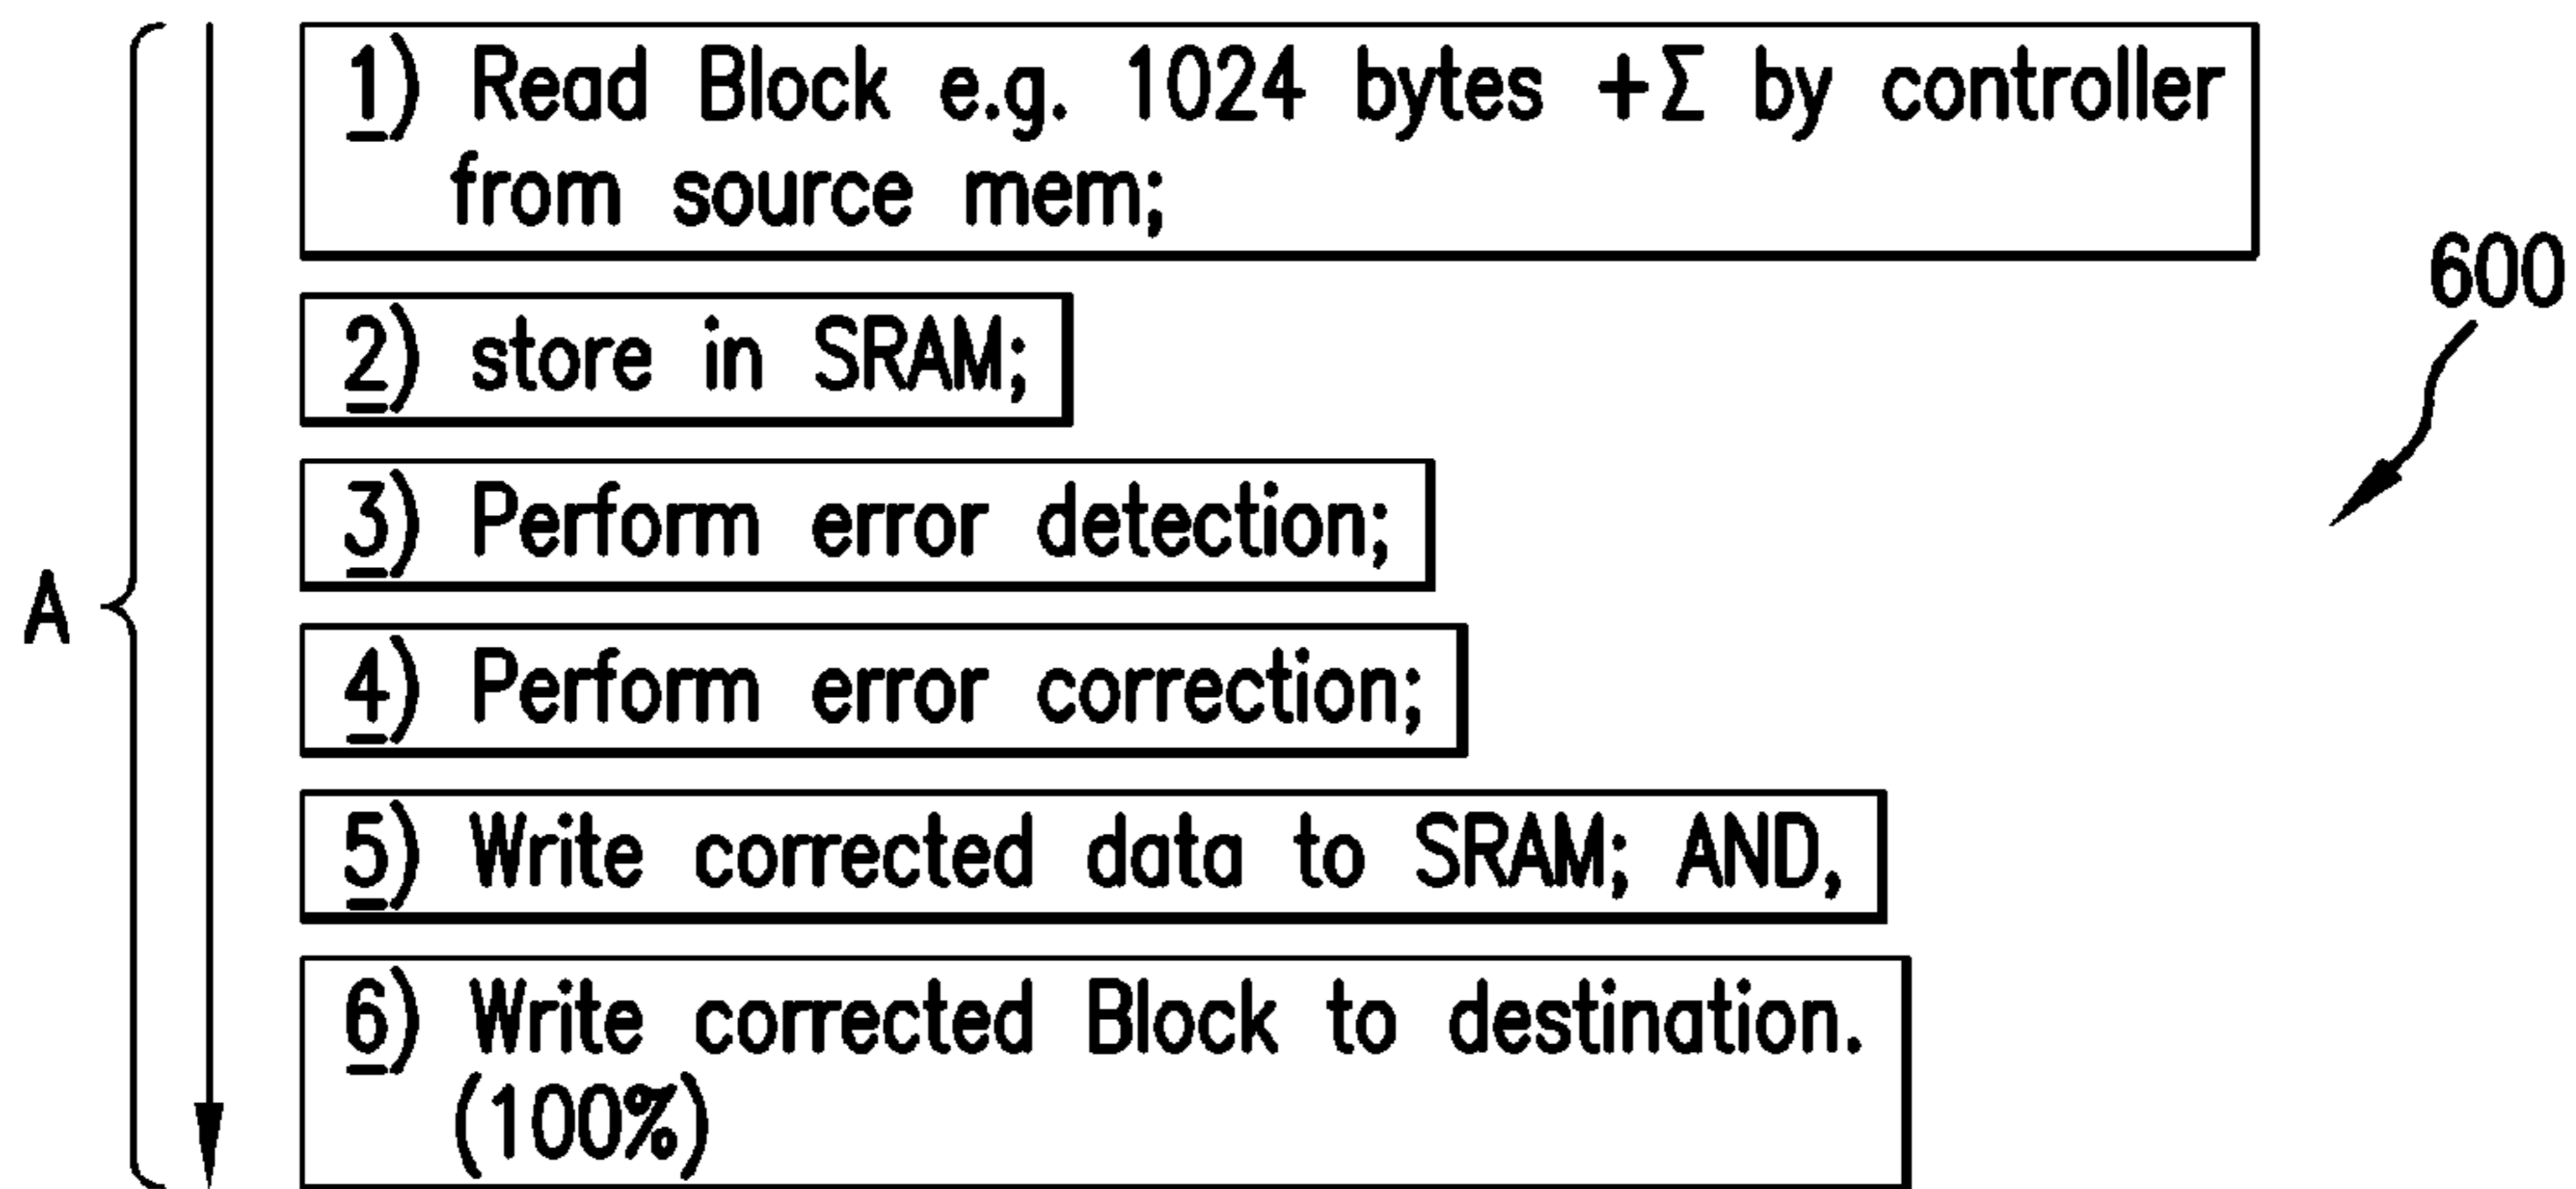 1) Read Block e.g. 1024 bytes +Σ by controller
from source mem;
600
2) store in SRAM;
3) Perform error detection;
A
4) Perform error correction;
5) Write corrected data to SRAM; AND,
6) Write corrected Block to destination.
(100%)